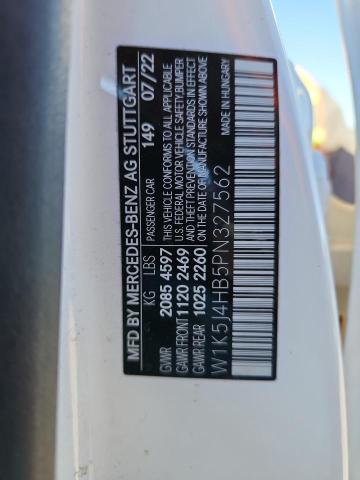 MFD BY MERCEDES-BENZ AG STUTTGART
KG LBS PASSENGER CAR 149 07/22
GVWR 2085 4597
GAWR FRONT 1120 2469
GAWR REAR 1025 2260
THIS VEHICLE CONFORMS TO ALL APPLICABLE
U.S. FEDERAL MOTOR VEHICLE SAFETY, BUMPER
AND THEFT PREVENTION STANDARDS IN EFFECT
ON THE DATE OF MANUFACTURE SHOWN ABOVE
W1K5J4HB5PN327562 MADE IN HUNGARY